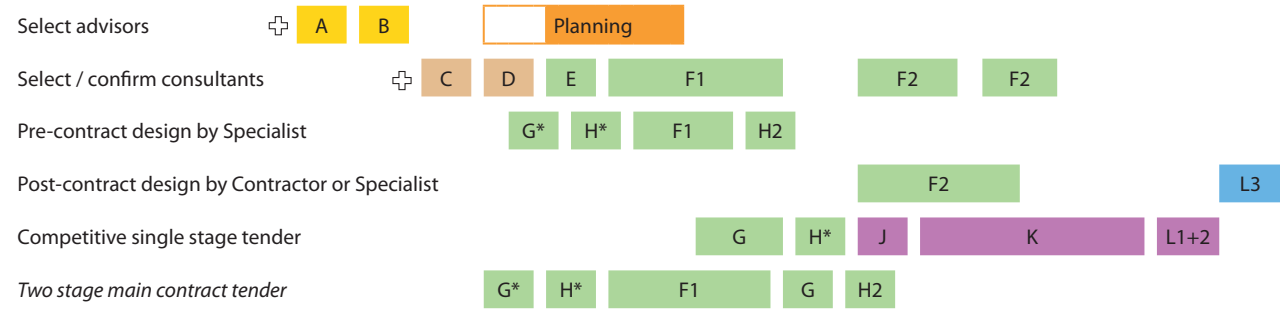 Select advisors A B Planning
Select / confirm consultants C D E F1 F2 F2
Pre-contract design by Specialist G* H* F1 H2
Post-contract design by Contractor or Specialist F2 L3
Competitive single stage tender G H* J K L1+2
Two stage main contract tender G* H* F1 G H2